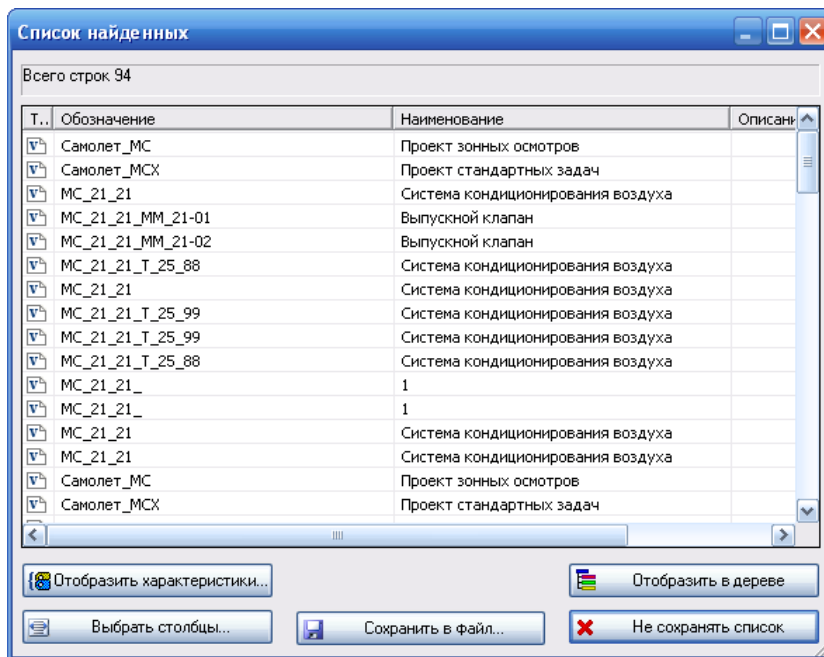 Список найденных
Всего строк 94
Т.. Обозначение Наименование Описани
Самолет_МС Проект зонных осмотров
Самолет_МСХ Проект стандартных задач
МС_21_21 Система кондиционирования воздуха
МС_21_21_ММ_21-01 Выпускной клапан
МС_21_21_ММ_21-02 Выпускной клапан
МС_21_21_Т_25_88 Система кондиционирования воздуха
МС_21_21 Система кондиционирования воздуха
МС_21_21_Т_25_99 Система кондиционирования воздуха
МС_21_21_Т_25_99 Система кондиционирования воздуха
МС_21_21_Т_25_88 Система кондиционирования воздуха
МС_21_21_ 1
МС_21_21_ 1
МС_21_21 Система кондиционирования воздуха
МС_21_21 Система кондиционирования воздуха
Самолет_МС Проект зонных осмотров
Самолет_МСХ Проект стандартных задач
Отобразить характеристики... Отобразить в дереве
Выбрать столбцы... Сохранить в файл... Не сохранять список